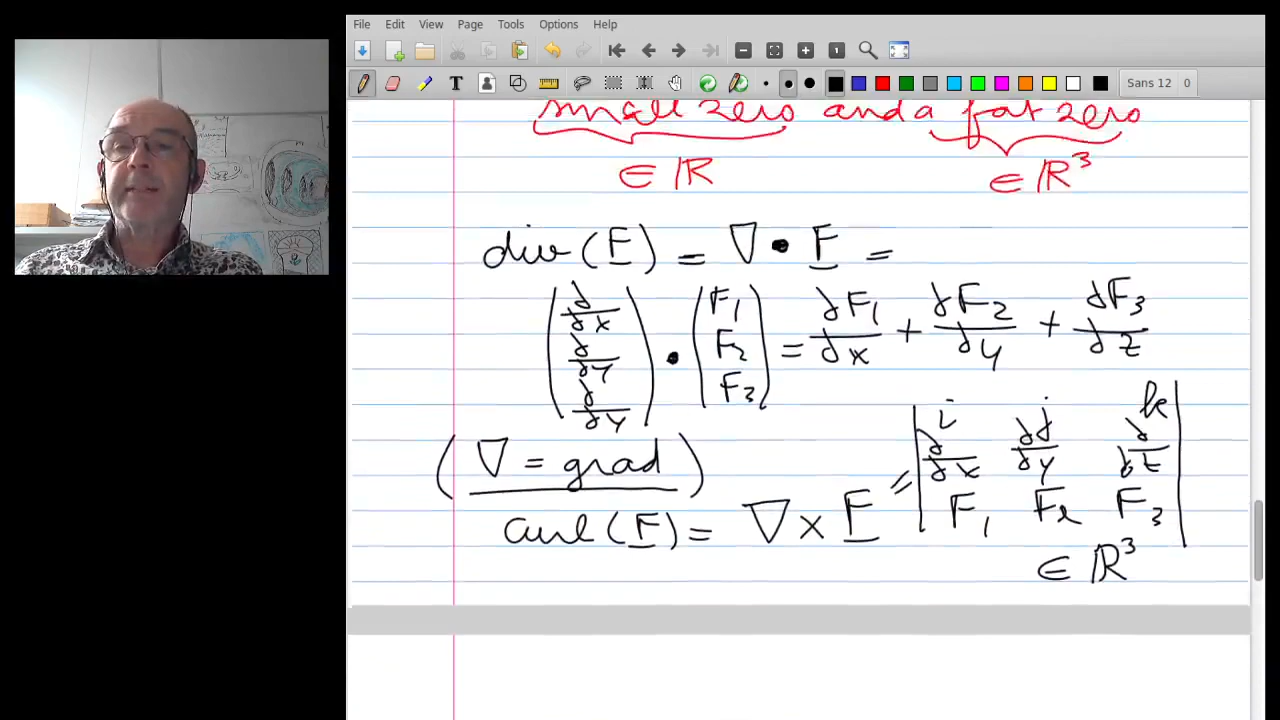 File Edit View Page Tools Options Help
Sans 12 0
small zero and a fat zero
∈ ℝ ∈ ℝ³
div (F) = ∇ • F =
(∂/∂x ∂/∂y ∂/∂y) • (F₁ F₂ F₃) = ∂F₁/∂x + ∂F₂/∂y + ∂F₃/∂z
(∇ = grad)
curl (F) = ∇ × F = | i j k
∂/∂x ∂/∂y ∂/∂z
F₁ F₂ F₃ |
∈ ℝ³